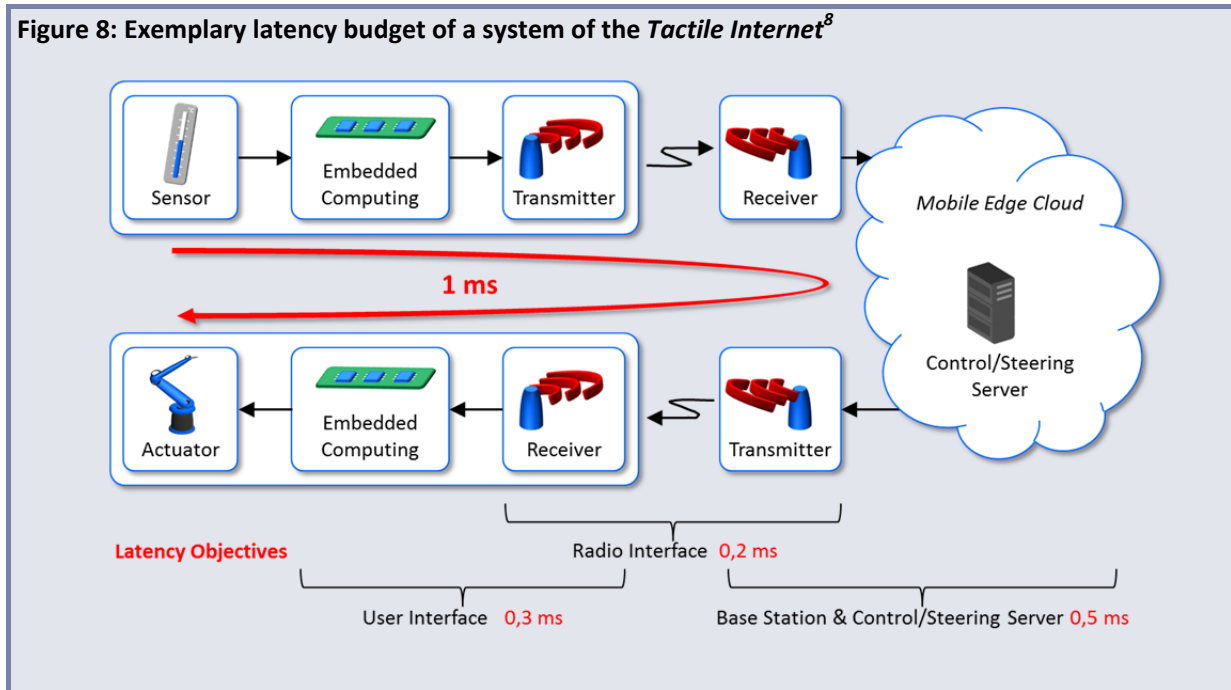 Figure 8: Exemplary latency budget of a system of the Tactile Internet8
Sensor
Embedded
Computing
Transmitter
Receiver
Mobile Edge Cloud
1 ms
Control/Steering
Server
Actuator
Embedded
Computing
Receiver
Transmitter
Latency Objectives
Radio Interface 0,2 ms
User Interface 0,3 ms
Base Station & Control/Steering Server 0,5 ms